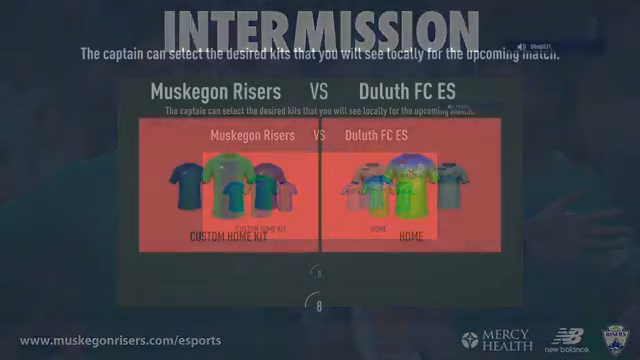 INTERMISSION
The captain can select the desired kits that you will see locally for the upcoming match.
Muskegon Risers VS Duluth FC ES
The captain can select the desired kits that you will see locally for the upcoming match.
Muskegon Risers VS Duluth FC ES
CUSTOM HOME KIT HOME
CUSTOM HOME KIT HOME
8
www.muskegonrisers.com/esports
MERCY HEALTH
new balance
RISERS